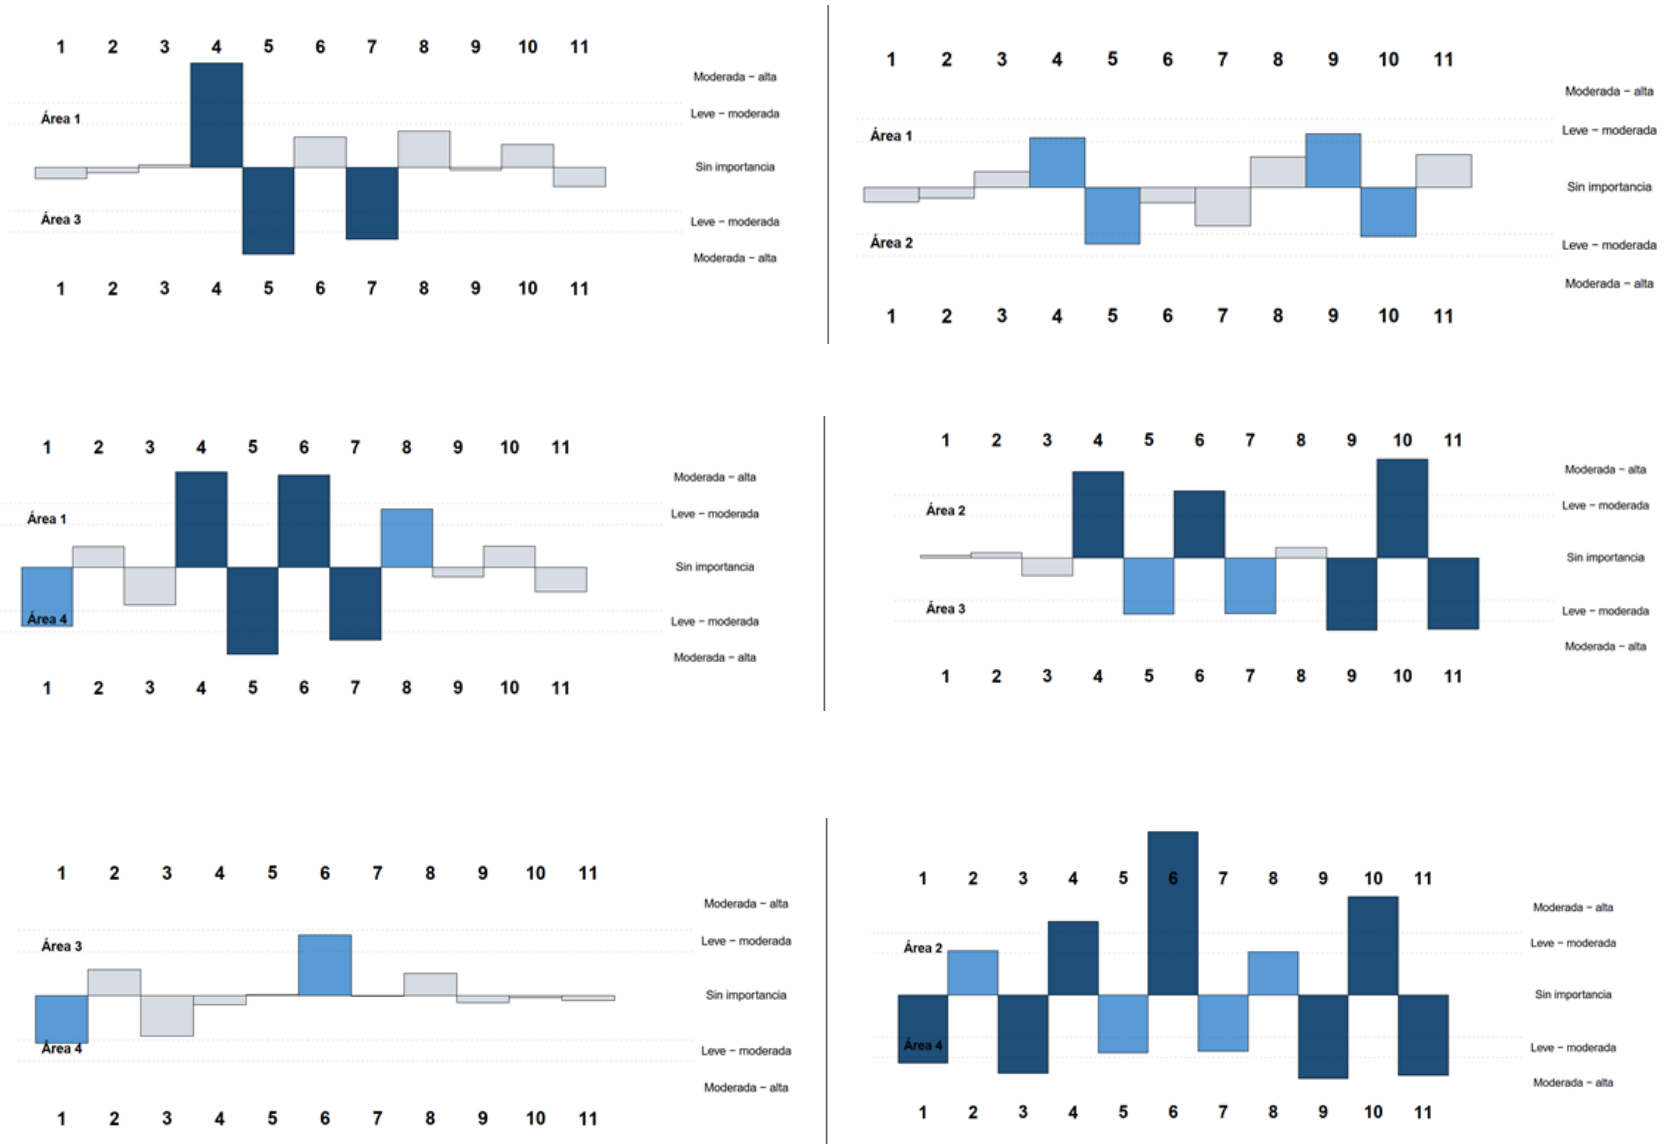 1 2 3 4 5 6 7 8 9 10 11
Moderada – alta
Área 1
Leve – moderada
Sin importancia
Área 3
Leve – moderada
Moderada – alta
1 2 3 4 5 6 7 8 9 10 11
1 2 3 4 5 6 7 8 9 10 11
Moderada – alta
Área 1
Leve – moderada
Sin importancia
Área 2
Leve – moderada
Moderada – alta
1 2 3 4 5 6 7 8 9 10 11
1 2 3 4 5 6 7 8 9 10 11
Moderada – alta
Área 1
Leve – moderada
Sin importancia
Área 4
Leve – moderada
Moderada – alta
1 2 3 4 5 6 7 8 9 10 11
1 2 3 4 5 6 7 8 9 10 11
Moderada – alta
Área 2
Leve – moderada
Sin importancia
Área 3
Leve – moderada
Moderada – alta
1 2 3 4 5 6 7 8 9 10 11
1 2 3 4 5 6 7 8 9 10 11
Moderada – alta
Área 3
Leve – moderada
Sin importancia
Área 4
Leve – moderada
Moderada – alta
1 2 3 4 5 6 7 8 9 10 11
1 2 3 4 5 6 7 8 9 10 11
Moderada – alta
Área 2
Leve – moderada
Sin importancia
Área 4
Leve – moderada
Moderada – alta
1 2 3 4 5 6 7 8 9 10 11